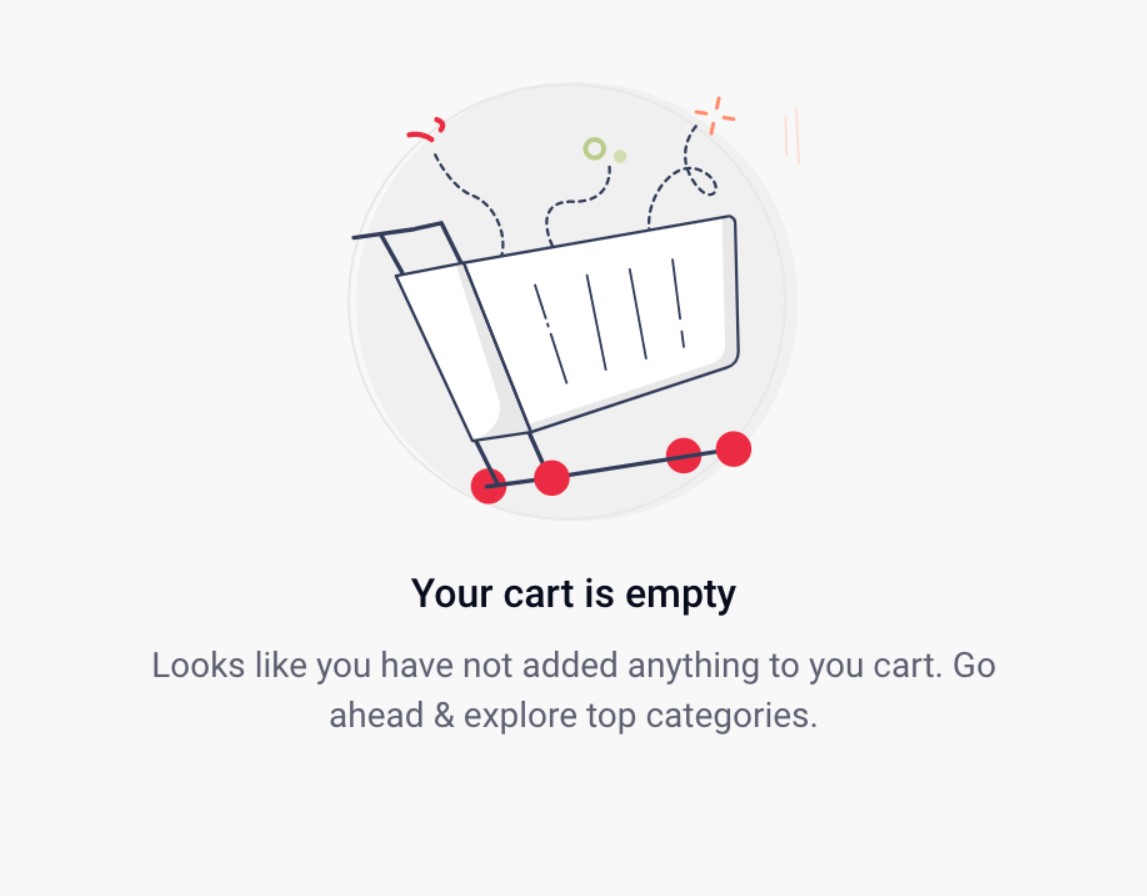 Your cart is empty
Looks like you have not added anything to you cart. Go
ahead & explore top categories.